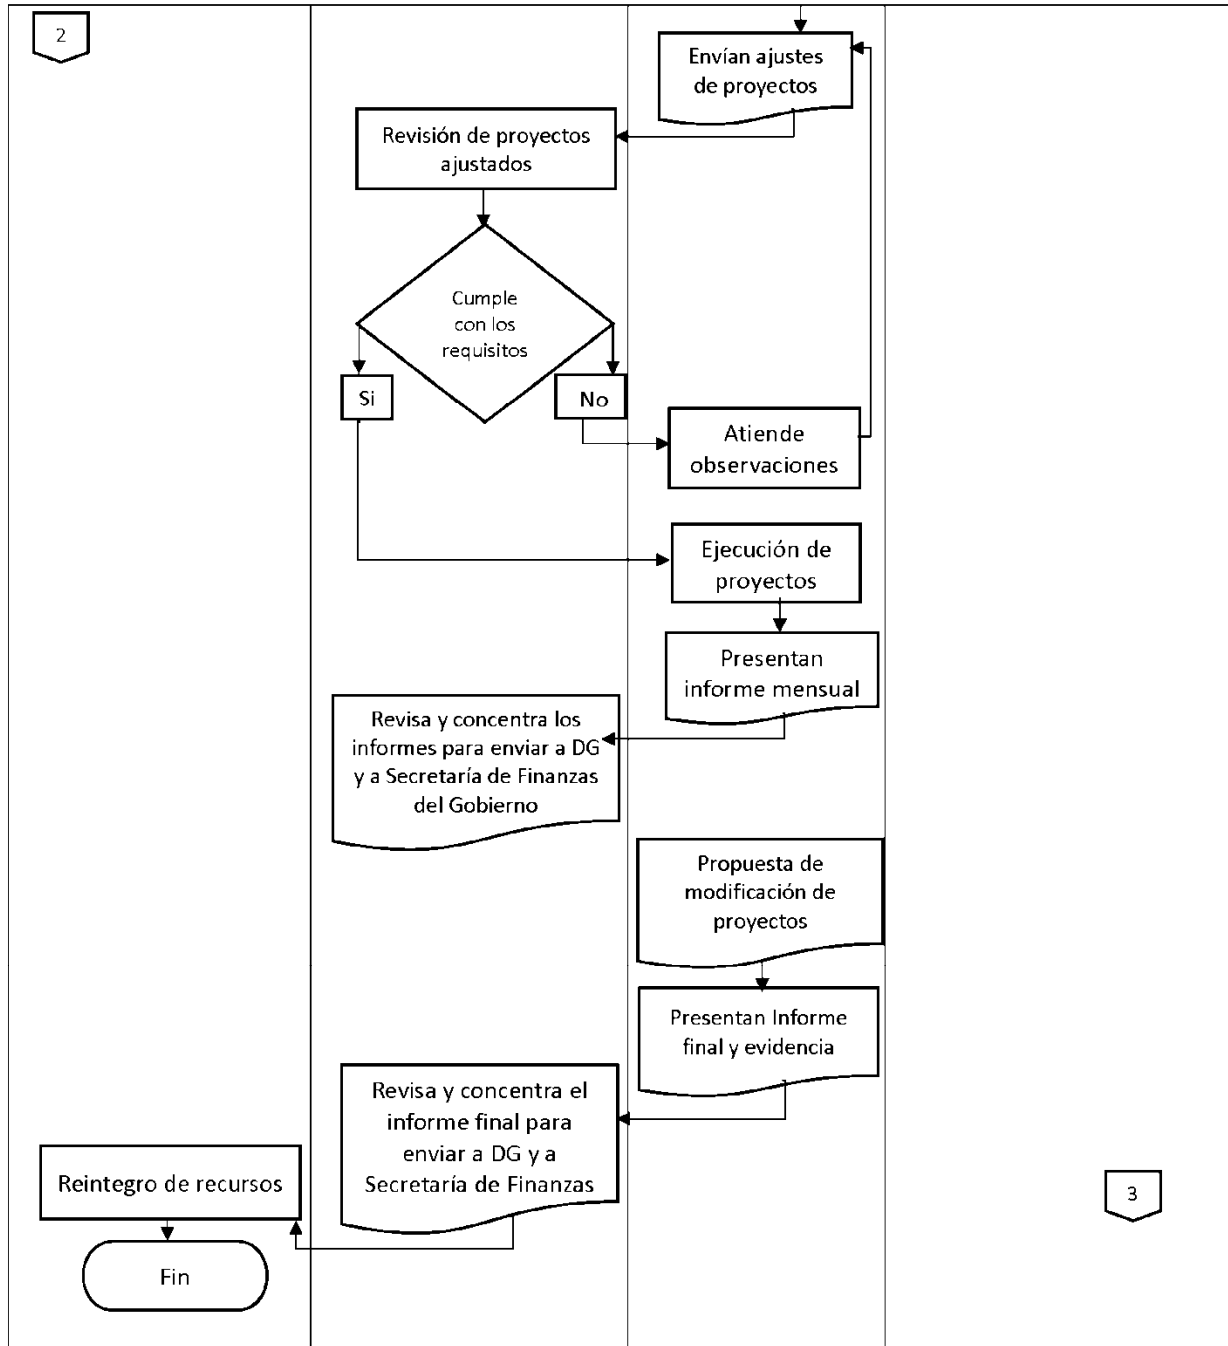 2
Envían ajustes
de proyectos
Revisión de proyectos
ajustados
Cumple
con los
requisitos
Si
No
Atiende
observaciones
Ejecución de
proyectos
Presentan
informe mensual
Revisa y concentra los
informes para enviar a DG
y a Secretaría de Finanzas
del Gobierno
Propuesta de
modificación de
proyectos
Presentan Informe
final y evidencia
Revisa y concentra el
informe final para
enviar a DG y a
Secretaría de Finanzas
Reintegro de recursos
3
Fin